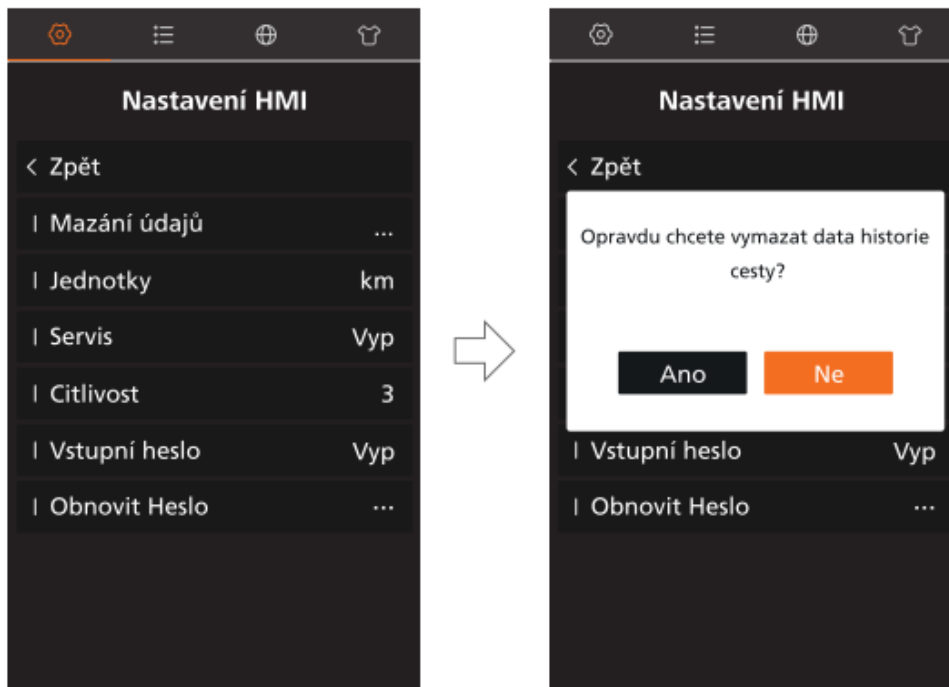 Nastavení HMI
< Zpět
| Mazání údajů ...
| Jednotky km
| Servis Vyp
| Citlivost 3
| Vstupní heslo Vyp
| Obnovit Heslo ...
Nastavení HMI
< Zpět
Opravdu chcete vymazat data historie
cesty?
Ano Ne
| Vstupní heslo Vyp
| Obnovit Heslo ...